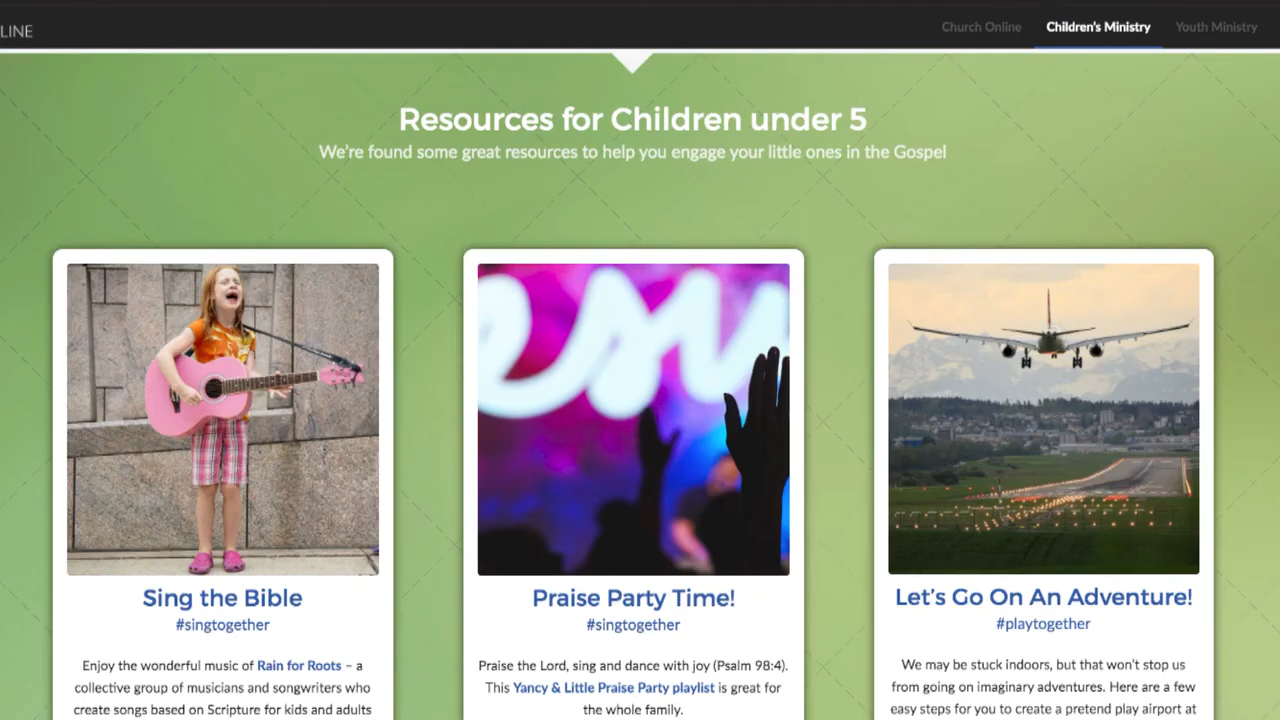 LINE
Church Online
Children's Ministry
Youth Ministry
Resources for Children under 5
We're found some great resources to help you engage your little ones in the Gospel
Sing the Bible
#singtogether
Enjoy the wonderful music of Rain for Roots – a
collective group of musicians and songwriters who
create songs based on Scripture for kids and adults
Praise Party Time!
#singtogether
Praise the Lord, sing and dance with joy (Psalm 98:4).
This Yancy & Little Praise Party playlist is great for
the whole family.
Let's Go On An Adventure!
#playtogether
We may be stuck indoors, but that won't stop us
from going on imaginary adventures. Here are a few
easy steps for you to create a pretend play airport at